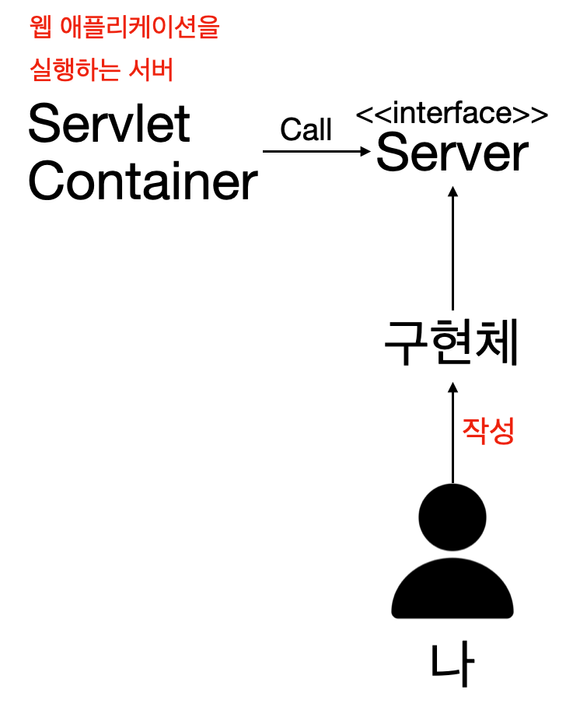 웹 애플리케이션을
실행하는 서버
Servlet
Container
Call
<<interface>>
Server
구현체
작성
나